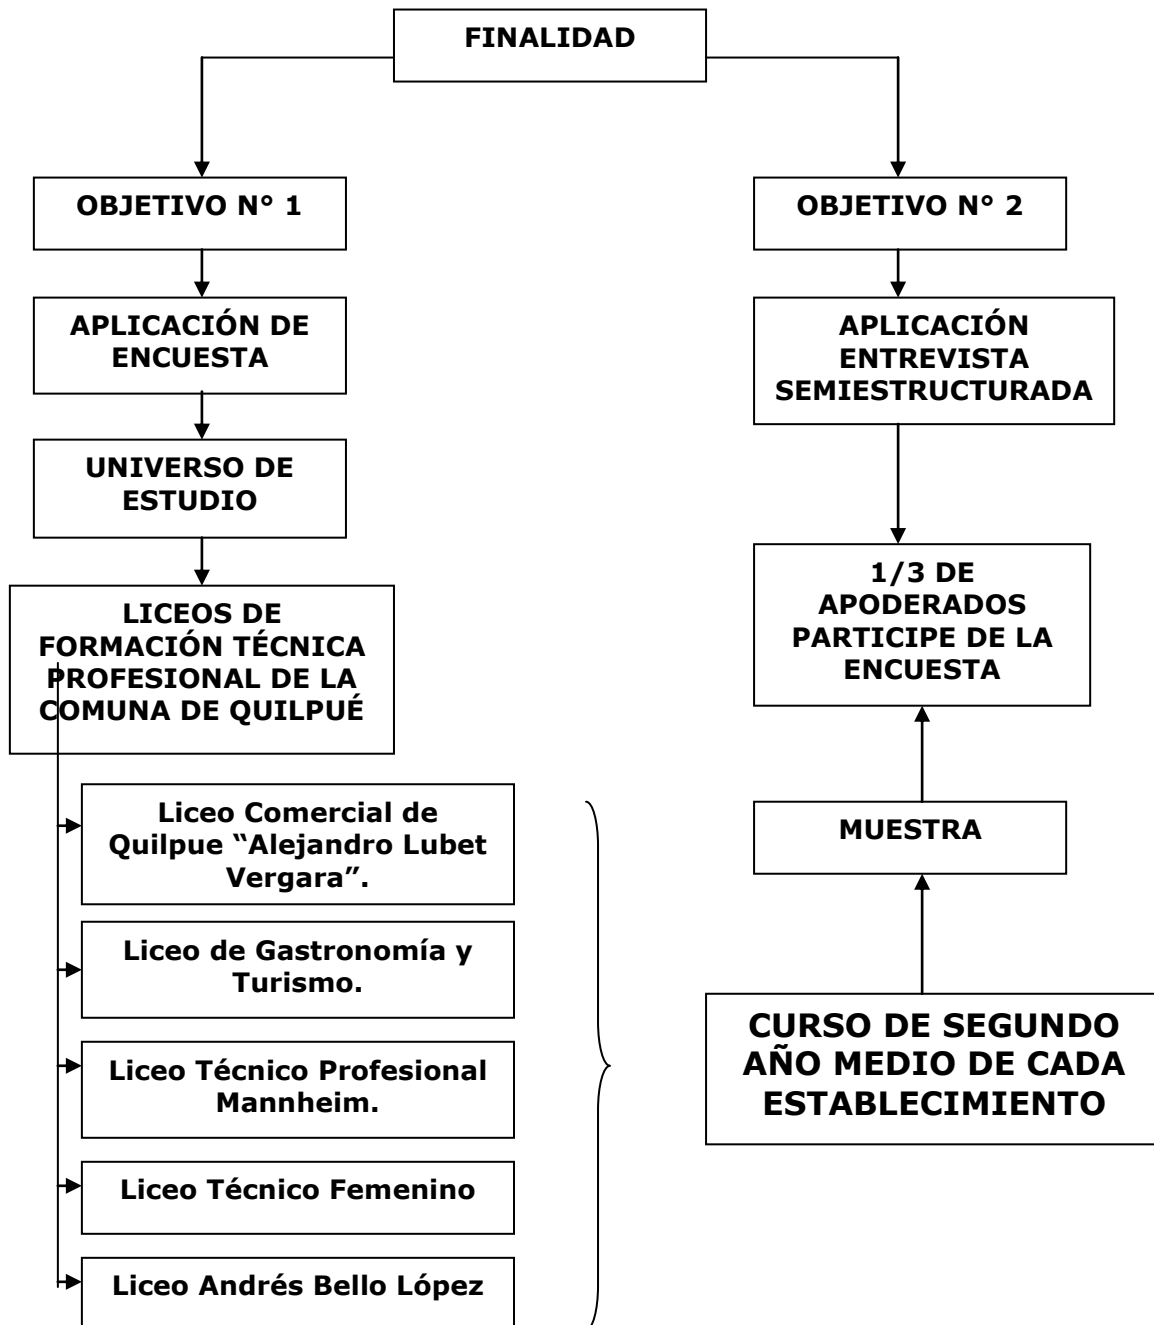 FINALIDAD
OBJETIVO N° 1
OBJETIVO N° 2
APLICACIÓN DE
ENCUESTA
APLICACIÓN
ENTREVISTA
SEMIESTRUCTURADA
UNIVERSO DE
ESTUDIO
LICEOS DE
FORMACIÓN TÉCNICA
PROFESIONAL DE LA
COMUNA DE QUILPUÉ
1/3 DE
APODERADOS
PARTICIPE DE LA
ENCUESTA
Liceo Comercial de
Quilpue “Alejandro Lubet
Vergara”.
MUESTRA
Liceo de Gastronomía y
Turismo.
Liceo Técnico Profesional
Mannheim.
CURSO DE SEGUNDO
AÑO MEDIO DE CADA
ESTABLECIMIENTO
Liceo Técnico Femenino
Liceo Andrés Bello López